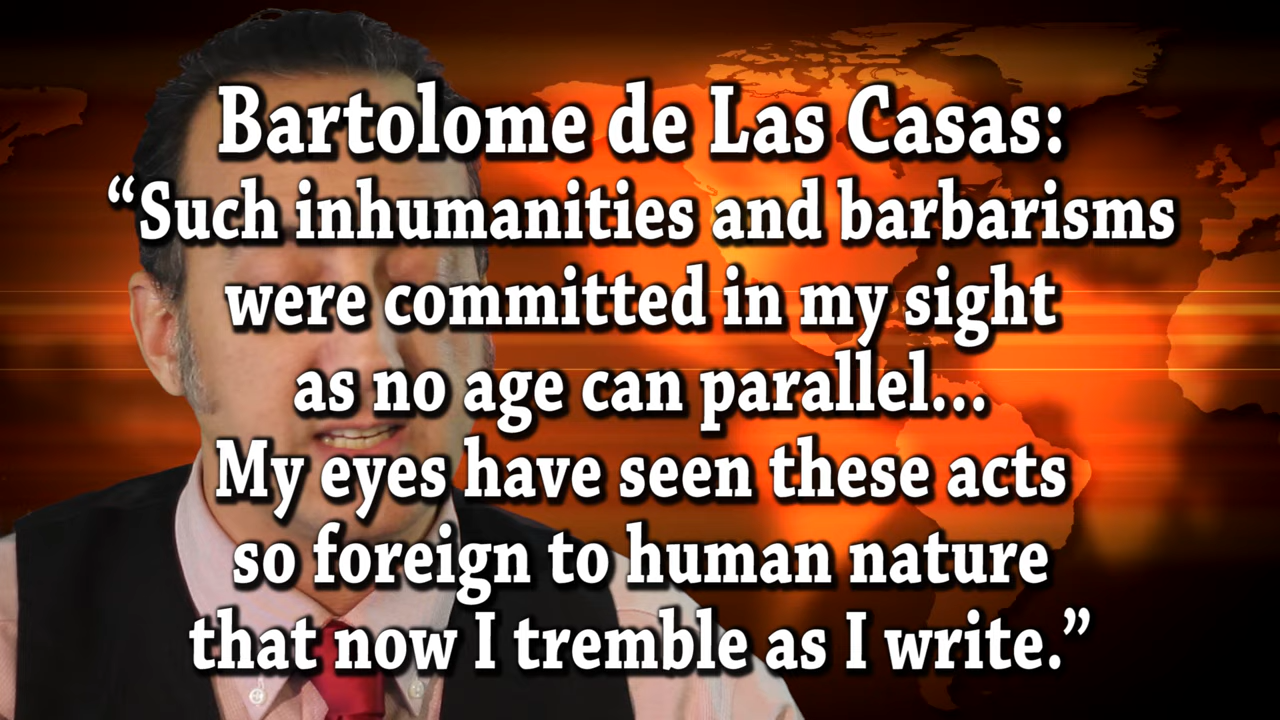 Bartolome de Las Casas:
“Such inhumanities and barbarisms
were committed in my sight
as no age can parallel...
My eyes have seen these acts
so foreign to human nature
that now I tremble as I write.”